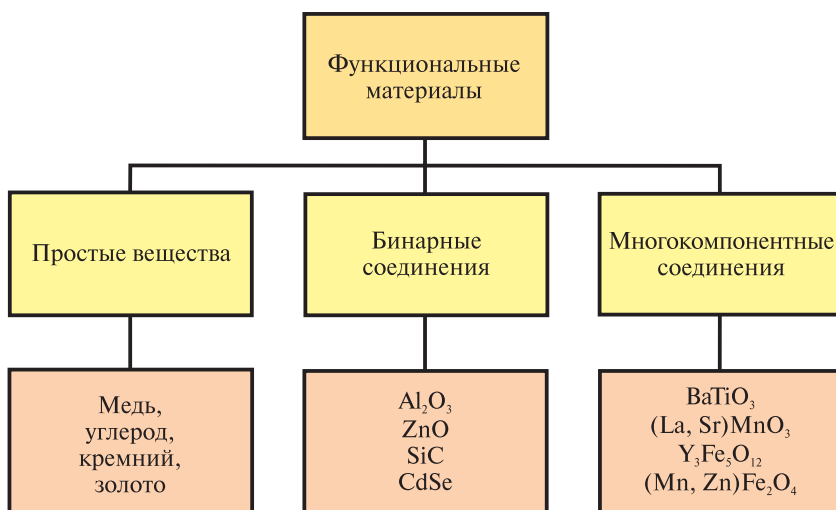 Функциональные
материалы
Простые вещества
Бинарные
соединения
Многокомпонентные
соединения
Медь,
углерод,
кремний,
золото
Al₂O₃
ZnO
SiC
CdSe
BaTiO₃
(La, Sr)MnO₃
Y₃Fe₅O₁₂
(Mn, Zn)Fe₂O₄